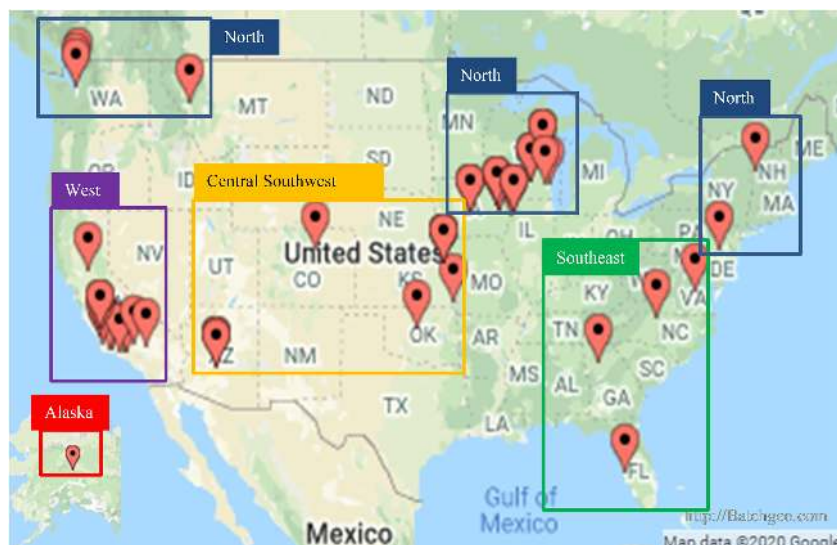 North
WA
MT
ND
North
MN
North
ME
OR
ID
SD
MI
NY
NH
MA
West
Central Southwest
NE
IL
PA
NV
UT
United States
CO
KS
MO
Southeast
KY
DE
VA
OK
TN
NC
NM
AR
SC
MS
AL
GA
TX
LA
Alaska
FL
Gulf of
Mexico
Mexico
http://Batchgeo.com
Map data ©2020 Google